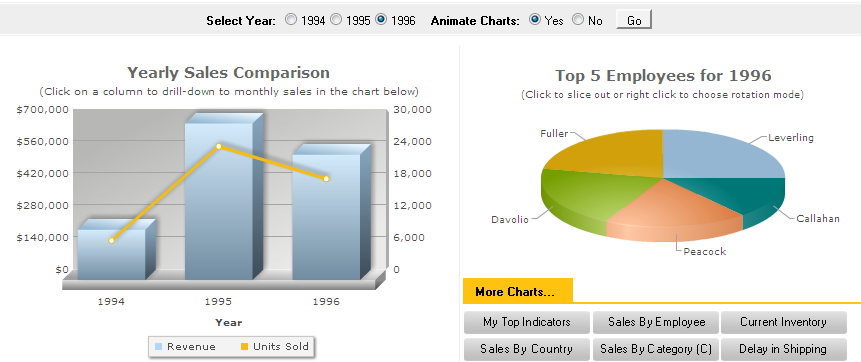 Select Year: 1994 1995 1996 Animate Charts: Yes No Go
Yearly Sales Comparison
(Click on a column to drill-down to monthly sales in the chart below)
$700,000
$560,000
$420,000
$280,000
$140,000
$0
30,000
24,000
18,000
12,000
6,000
0
1994 1995 1996
Year
Revenue Units Sold
Top 5 Employees for 1996
(Click to slice out or right click to choose rotation mode)
Fuller
Leverling
Davolio
Callahan
Peacock
More Charts...
My Top Indicators Sales By Employee Current Inventory
Sales By Country Sales By Category (C) Delay in Shipping